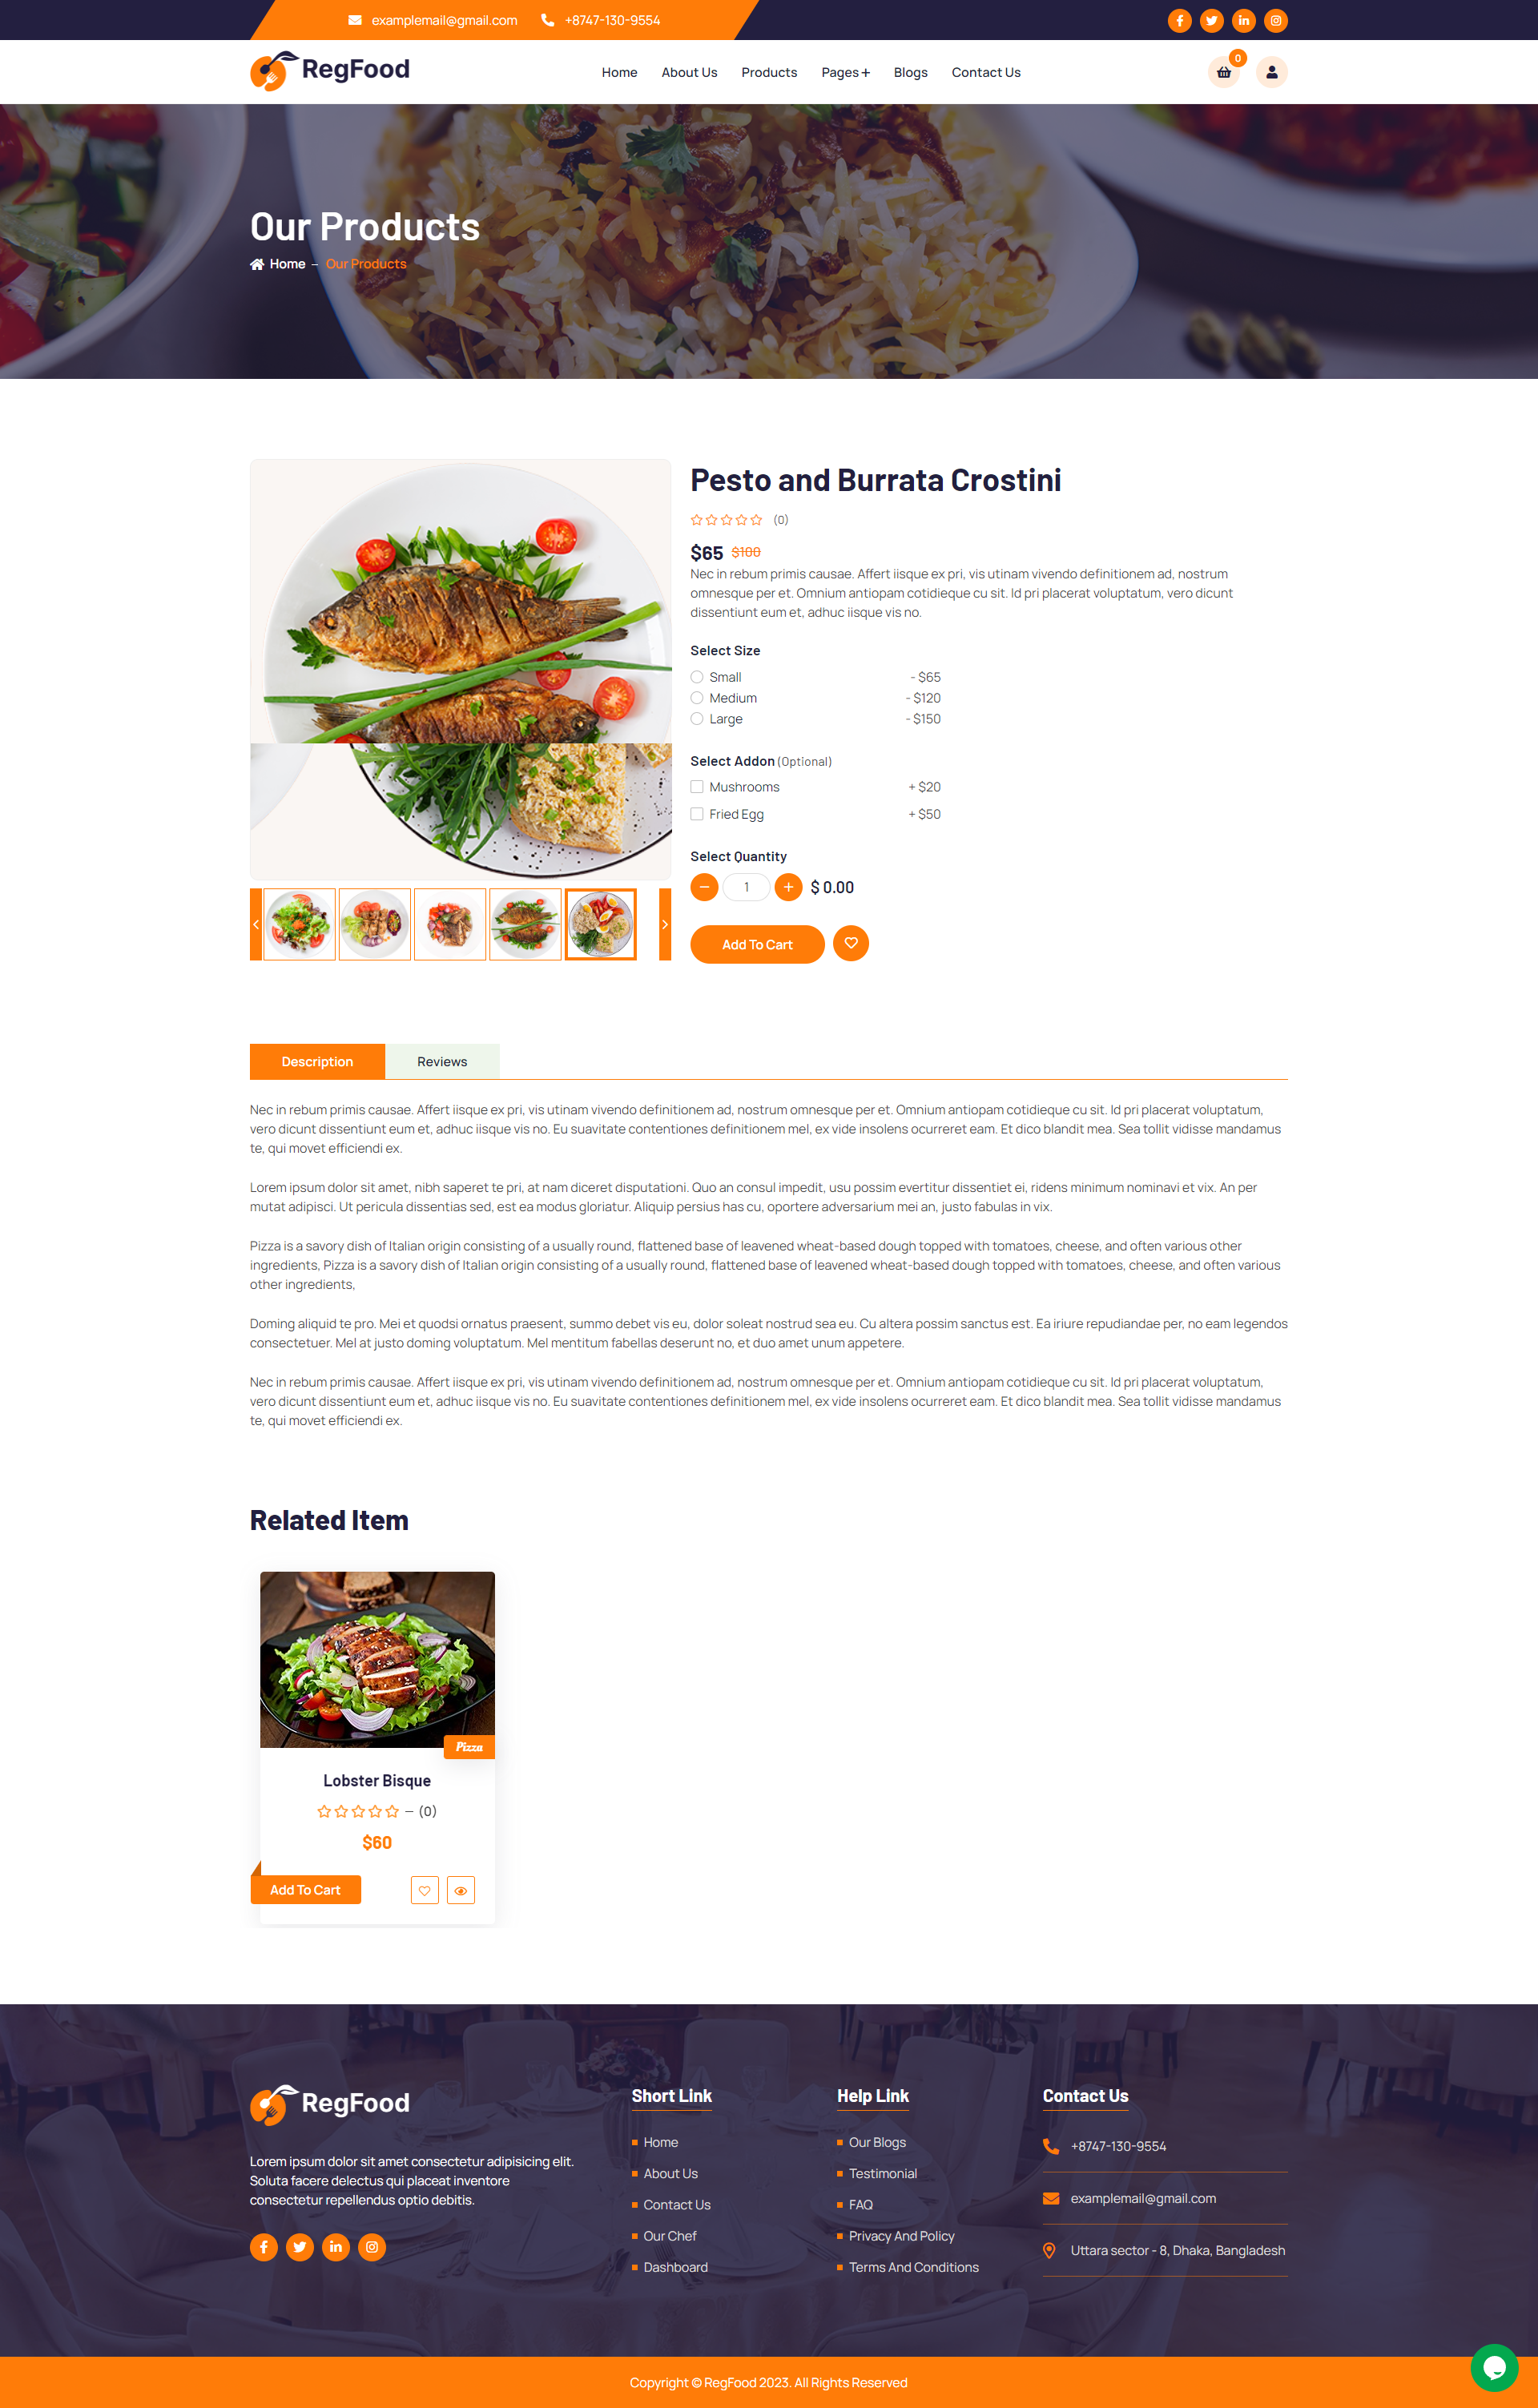 examplemail@gmail.com +8747-130-9554
RegFood Home About Us Products Pages+ Blogs Contact Us 0
Our Products
Home – Our Products
Pesto and Burrata Crostini
(0)
$65 $100
Nec in rebum primis causae. Affert iisque ex pri, vis utinam vivendo definitionem ad, nostrum
omnesque per et. Omnium antiopam cotidieque cu sit. Id pri placerat voluptatum, vero dicunt
dissentiunt eum et, adhuc iisque vis no.
Select Size
Small - $65
Medium - $120
Large - $150
Select Addon (Optional)
Mushrooms + $20
Fried Egg + $50
Select Quantity
1 $ 0.00
Add To Cart
Description Reviews
Nec in rebum primis causae. Affert iisque ex pri, vis utinam vivendo definitionem ad, nostrum omnesque per et. Omnium antiopam cotidieque cu sit. Id pri placerat voluptatum,
vero dicunt dissentiunt eum et, adhuc iisque vis no. Eu suavitate contentiones definitionem mel, ex vide insolens ocurreret eam. Et dico blandit mea. Sea tollit vidisse mandamus
te, qui movet efficiendi ex.
Lorem ipsum dolor sit amet, nibh saperet te pri, at nam diceret disputationi. Quo an consul impedit, usu possim evertitur dissentiet ei, ridens minimum nominavi et vix. An per
mutat adipisci. Ut pericula dissentias sed, est ea modus gloriatur. Aliquip persius has cu, oportere adversarium mei an, justo fabulas in vix.
Pizza is a savory dish of Italian origin consisting of a usually round, flattened base of leavened wheat-based dough topped with tomatoes, cheese, and often various other
ingredients, Pizza is a savory dish of Italian origin consisting of a usually round, flattened base of leavened wheat-based dough topped with tomatoes, cheese, and often various
other ingredients,
Doming aliquid te pro. Mei et quodsi ornatus praesent, summo debet vis eu, dolor soleat nostrud sea eu. Cu altera possim sanctus est. Ea iriure repudiandae per, no eam legendos
consectetuer. Mel at justo doming voluptatum. Mel mentitum fabellas deserunt no, et duo amet unum appetere.
Nec in rebum primis causae. Affert iisque ex pri, vis utinam vivendo definitionem ad, nostrum omnesque per et. Omnium antiopam cotidieque cu sit. Id pri placerat voluptatum,
vero dicunt dissentiunt eum et, adhuc iisque vis no. Eu suavitate contentiones definitionem mel, ex vide insolens ocurreret eam. Et dico blandit mea. Sea tollit vidisse mandamus
te, qui movet efficiendi ex.
Related Item
Pizza
Lobster Bisque
– (0)
$60
Add To Cart
RegFood
Lorem ipsum dolor sit amet consectetur adipisicing elit.
Soluta facere delectus qui placeat inventore
consectetur repellendus optio debitis.
Short Link
Home
About Us
Contact Us
Our Chef
Dashboard
Help Link
Our Blogs
Testimonial
FAQ
Privacy And Policy
Terms And Conditions
Contact Us
+8747-130-9554
examplemail@gmail.com
Uttara sector - 8, Dhaka, Bangladesh
Copyright © RegFood 2023. All Rights Reserved